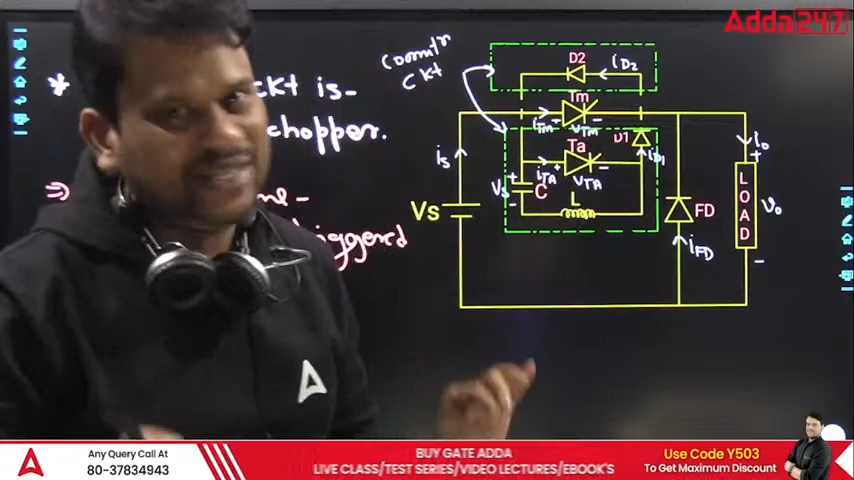 Adda247
ckt is-
chopper.
ne-
triggered
Commtn
ckt
D2
iD2
Tm
iTm + VTm -
D1
iD1
Ta
iTA + VTA -
is
Vs
+
-
C
L
Vs
FD
iFD
io
+
LOAD
vo
-
Any Query Call At
80-37834943
BUY GATE ADDA
LIVE CLASS/TEST SERIES/VIDEO LECTURES/EBOOK'S
Use Code Y503
To Get Maximum Discount